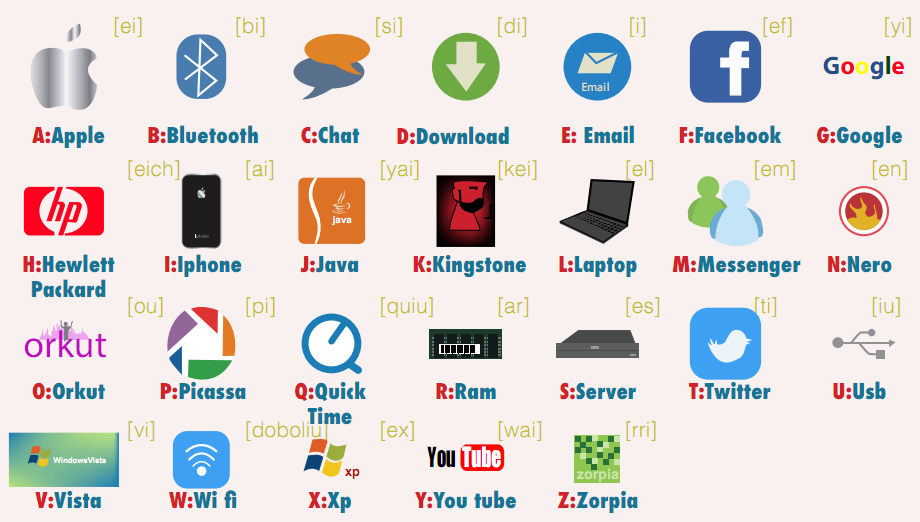 [ei] [bi] [si] [di] [i] [ef] [yi]
Email
Google
A:Apple B:Bluetooth C:Chat D:Download E: Email F:Facebook G:Google
[eich] [ai] [yai] [kei] [el] [em] [en]
hp
java
Iphone
H:Hewlett Packard I:Iphone J:Java K:Kingstone L:Laptop M:Messenger N:Nero
[ou] [pi] [quiu] [ar] [es] [ti] [iu]
orkut
O:Orkut P:Picassa Q:Quick Time R:Ram S:Server T:Twitter U:Usb
[vi] [doboliu] [ex] [wai] [rri]
WindowsVista
xp
You Tube
zorpia
V:Vista W:Wi fi X:Xp Y:You tube Z:Zorpia